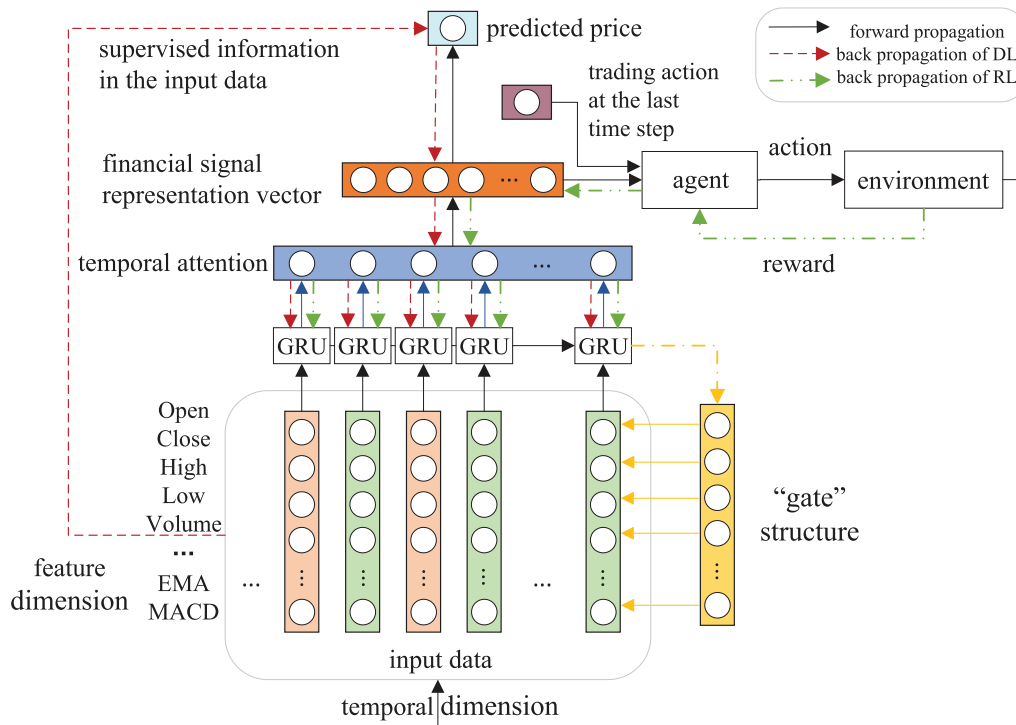 predicted price
supervised information
in the input data
forward propagation
back propagation of DL
back propagation of RL
trading action
at the last
time step
financial signal
representation vector
...
agent
action
environment
reward
temporal attention
...
GRU
GRU
GRU
GRU
GRU
Open
Close
High
Low
Volume
...
EMA
MACD
feature
dimension
...
...
...
...
...
...
...
...
"gate"
structure
input data
temporal dimension